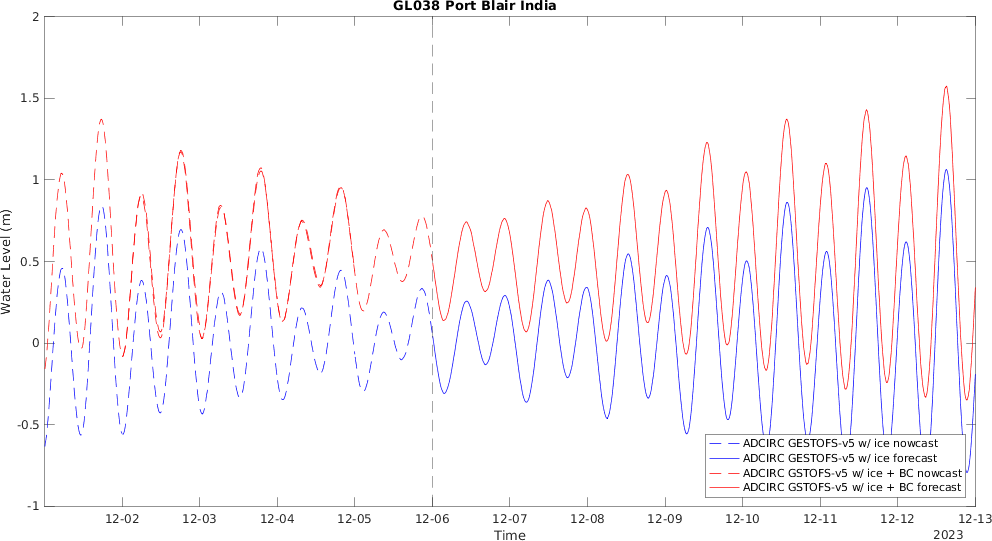 GL038 Port Blair India
2
1.5
1
0.5
0
-0.5
-1
Water Level (m)
ADCIRC GESTOFS-v5 w/ ice nowcast
ADCIRC GESTOFS-v5 w/ ice forecast
ADCIRC GSTOFS-v5 w/ ice + BC nowcast
ADCIRC GSTOFS-v5 w/ ice + BC forecast
12-02 12-03 12-04 12-05 12-06 12-07 12-08 12-09 12-10 12-11 12-12 12-13
Time
2023